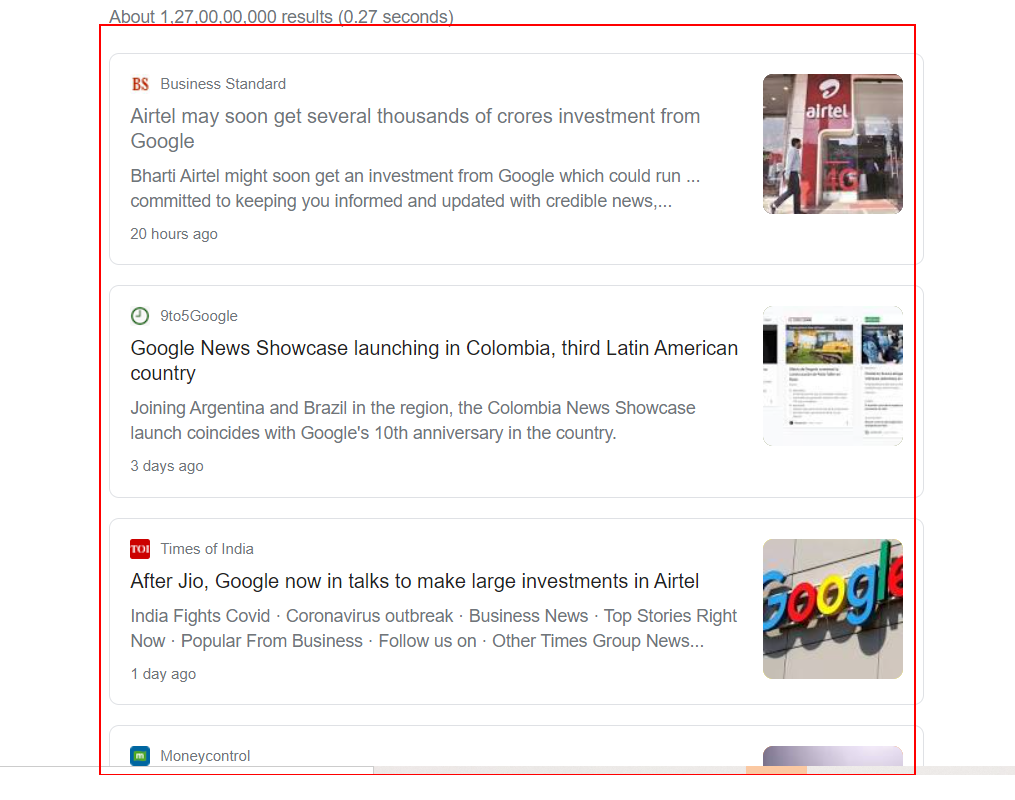 About 1,27,00,00,000 results (0.27 seconds)
BS Business Standard
Airtel may soon get several thousands of crores investment from
Google
Bharti Airtel might soon get an investment from Google which could run ...
committed to keeping you informed and updated with credible news,...
20 hours ago
airtel
4G
9to5Google
Google News Showcase launching in Colombia, third Latin American
country
Joining Argentina and Brazil in the region, the Colombia News Showcase
launch coincides with Google's 10th anniversary in the country.
3 days ago
TOI Times of India
After Jio, Google now in talks to make large investments in Airtel
India Fights Covid · Coronavirus outbreak · Business News · Top Stories Right
Now · Popular From Business · Follow us on · Other Times Group News...
1 day ago
Google
m Moneycontrol